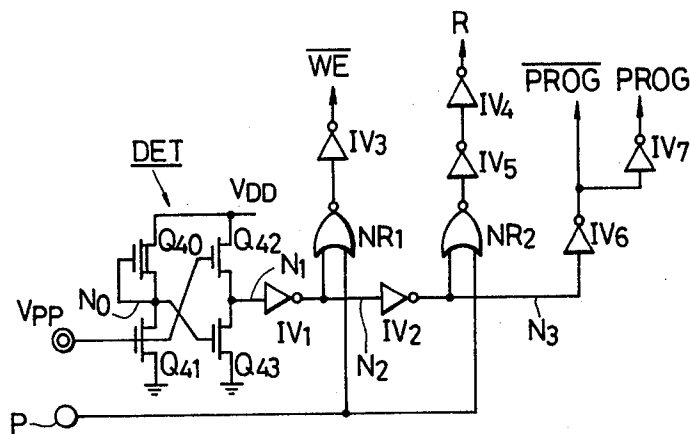 R
WE
PROG PROG
IV4
IV3
IV7
DET
IV5
VDD
Q40 Q42
NR1 NR2
IV6
N1
N0
VPP
IV1 IV2
N3
Q41 Q43
N2
P